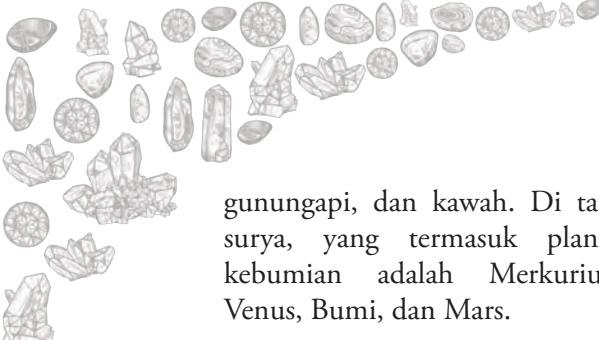 gunungapi, dan kawah. Di ta
surya, yang termasuk plan
kebumian adalah Merkuriu
Venus, Bumi, dan Mars.